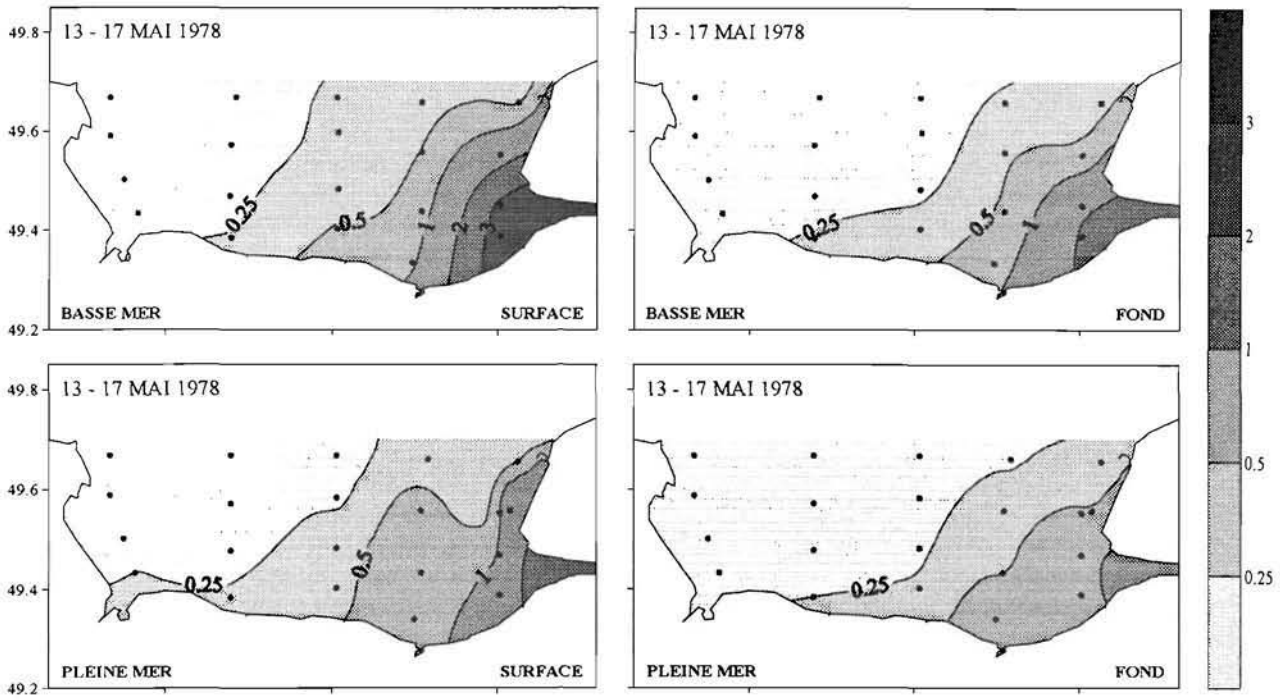 49.8
13 - 17 MAI 1978
49.6
49.4
49.2
0.25
0.5
1
2
3
BASSE MER
SURFACE
13 - 17 MAI 1978
0.25
0.5
1
BASSE MER
FOND
49.8
13 - 17 MAI 1978
49.6
49.4
49.2
0.25
0.5
1
PLEINE MER
SURFACE
13 - 17 MAI 1978
0.25
PLEINE MER
FOND
3
2
1
0.5
0.25